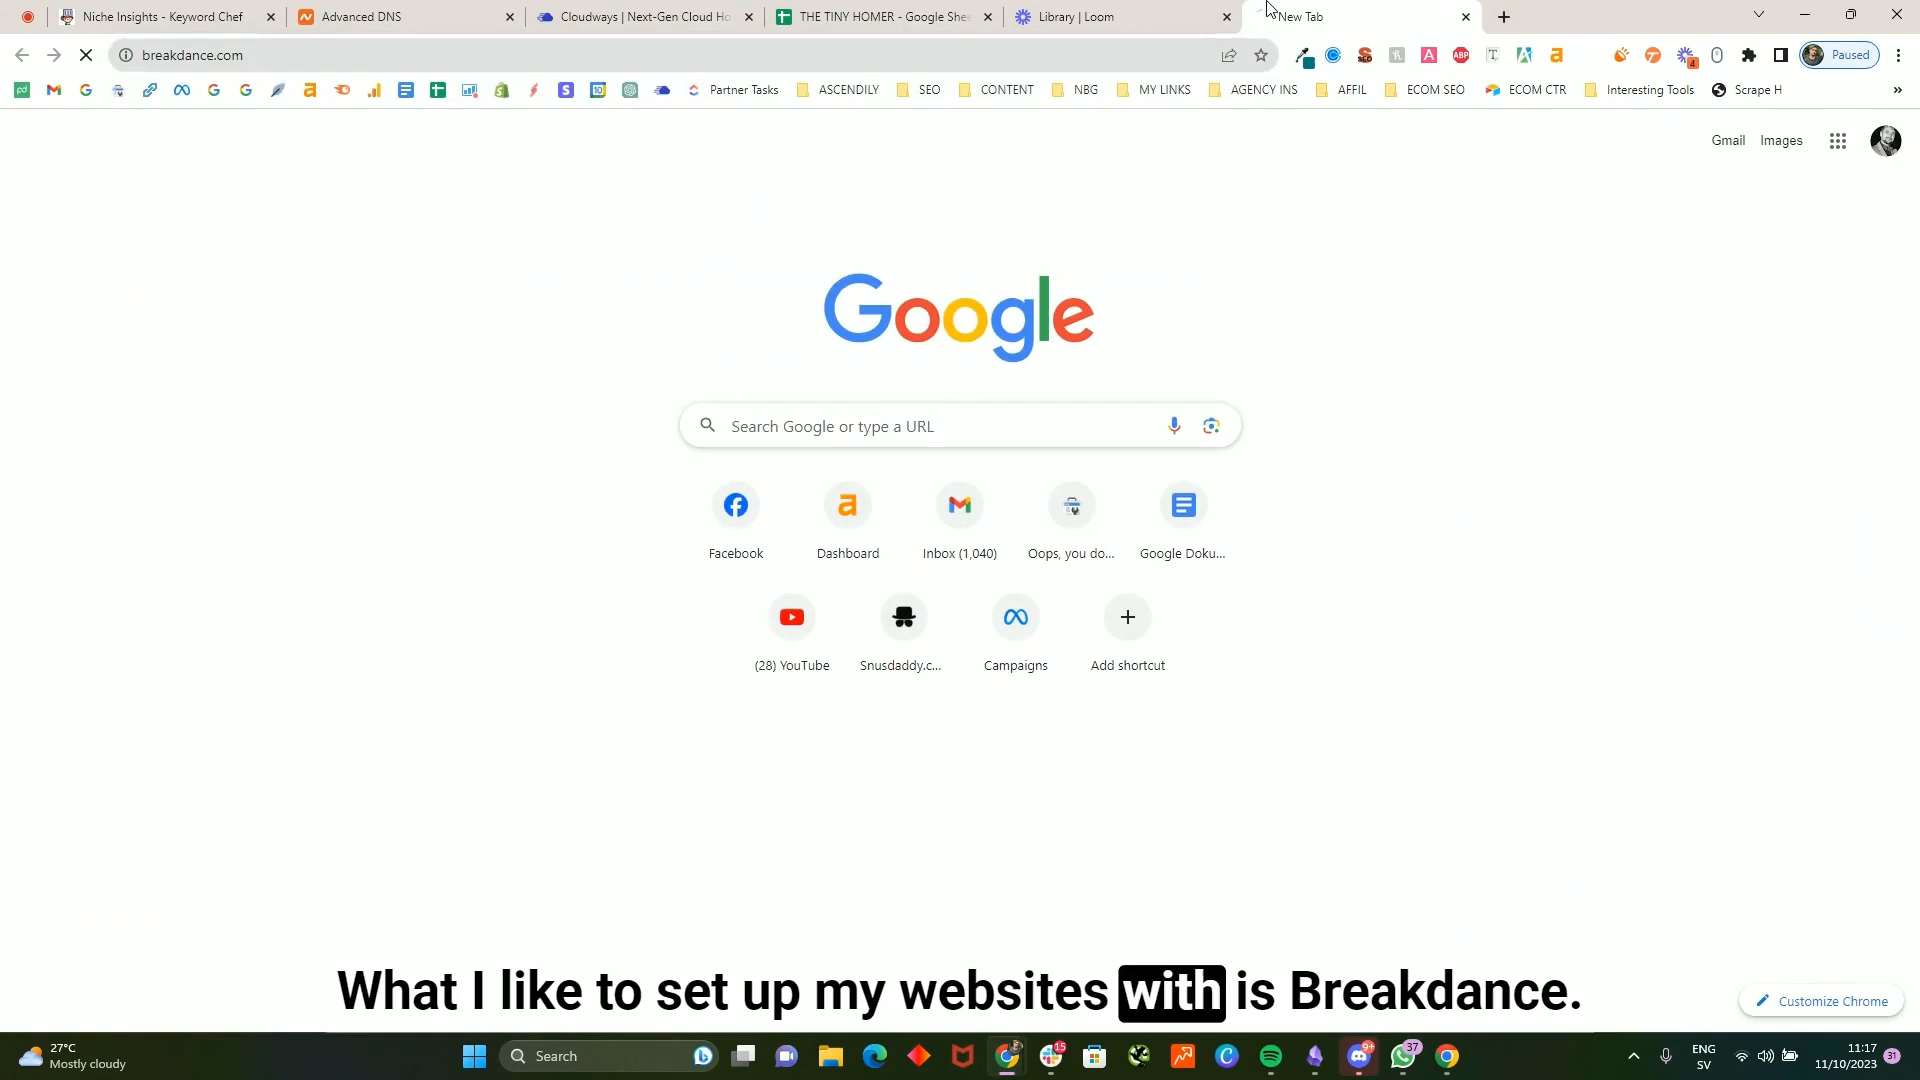 Niche Insights - Keyword Chef
Advanced DNS
Cloudways | Next-Gen Cloud Ho
THE TINY HOMER - Google She
Library | Loom
New Tab
breakdance.com
Paused
Partner Tasks
ASCENDILY
SEO
CONTENT
NBG
MY LINKS
AGENCY INS
AFFIL
ECOM SEO
ECOM CTR
Interesting Tools
Scrape H
Gmail
Images
Google
Search Google or type a URL
Facebook
Dashboard
Inbox (1,040)
Oops, you do...
Google Doku...
(28) YouTube
Snusdaddy.c...
Campaigns
Add shortcut
What I like to set up my websites with is Breakdance.
Customize Chrome
27°C
Mostly cloudy
Search
15
9+
37
ENG
SV
11:17
11/10/2023
31